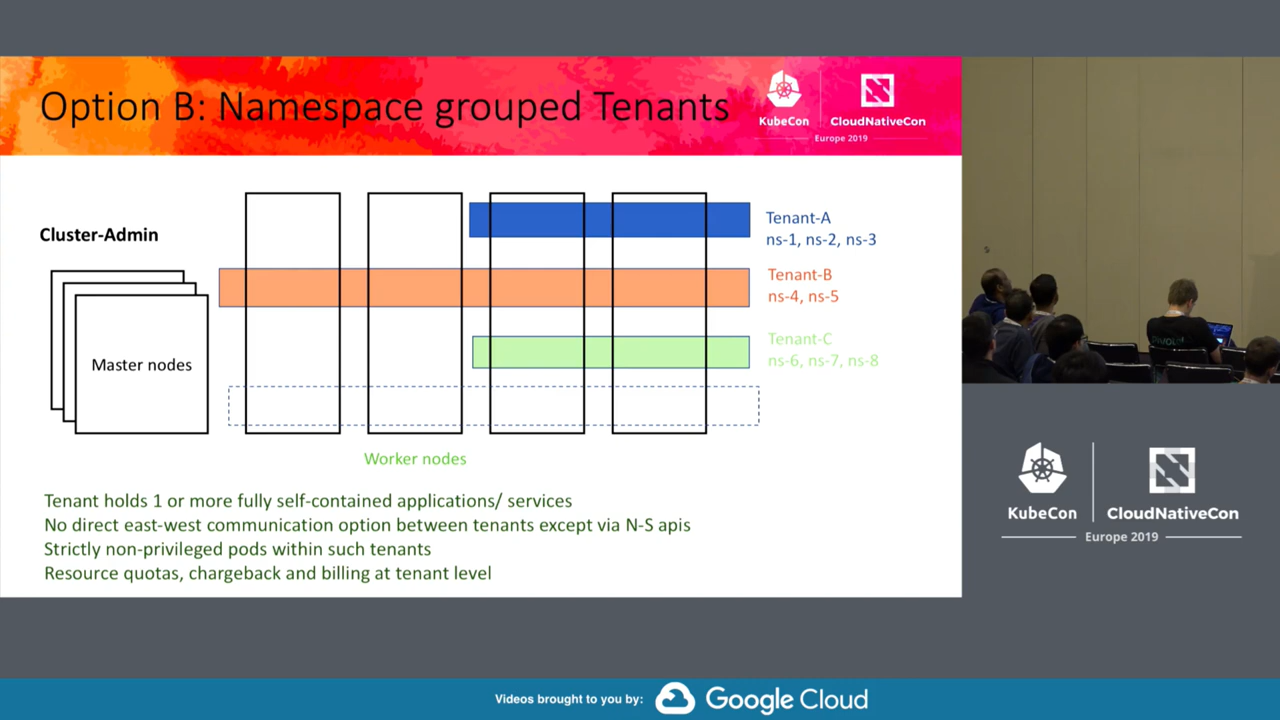 Option B: Namespace grouped Tenants
KubeCon
CloudNativeCon
Europe 2019
Cluster-Admin
Master nodes
Tenant-A
ns-1, ns-2, ns-3
Tenant-B
ns-4, ns-5
Tenant-C
ns-6, ns-7, ns-8
Worker nodes
Tenant holds 1 or more fully self-contained applications/ services
No direct east-west communication option between tenants except via N-S apis
Strictly non-privileged pods within such tenants
Resource quotas, chargeback and billing at tenant level
KubeCon
CloudNativeCon
Europe 2019
Videos brought to you by:
Google Cloud